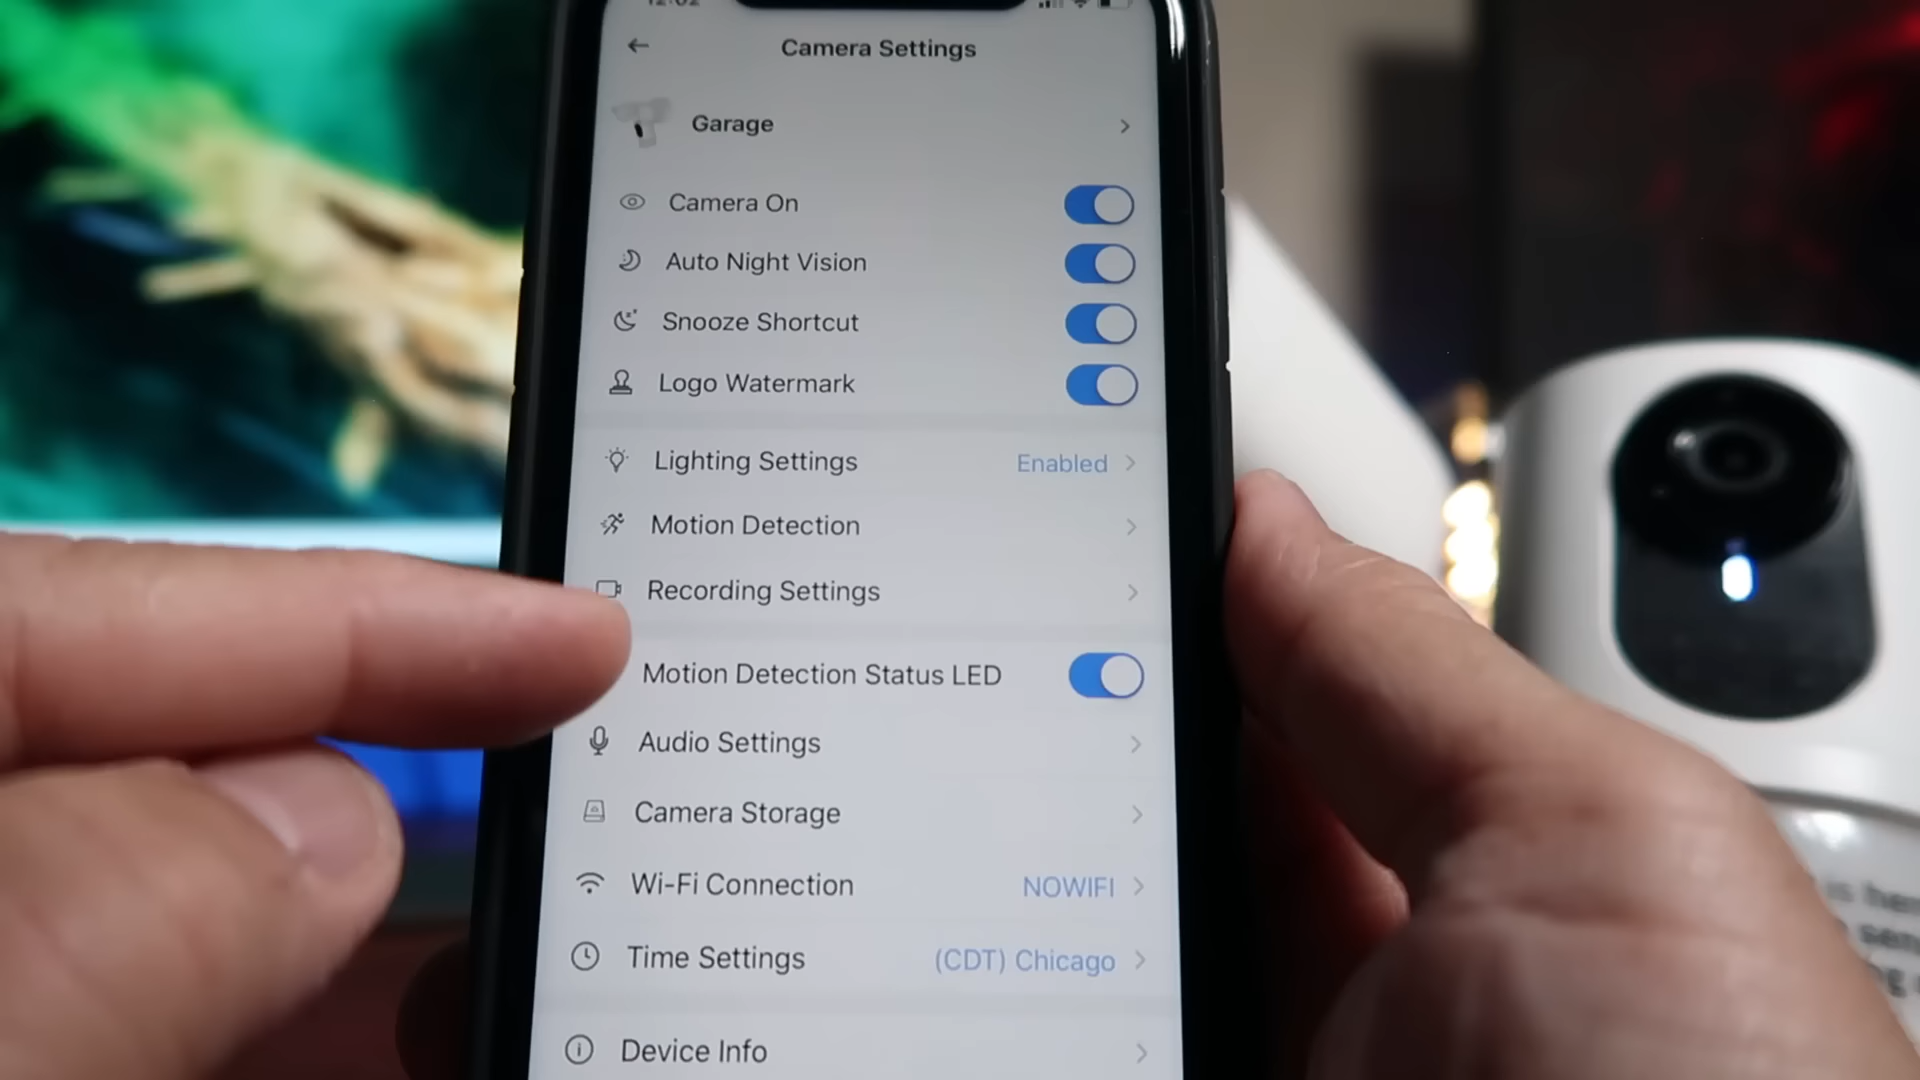 Camera Settings
Garage
Camera On
Auto Night Vision
Snooze Shortcut
Logo Watermark
Lighting Settings Enabled
Motion Detection
Recording Settings
Motion Detection Status LED
Audio Settings
Camera Storage
Wi-Fi Connection NOWIFI
Time Settings (CDT) Chicago
Device Info